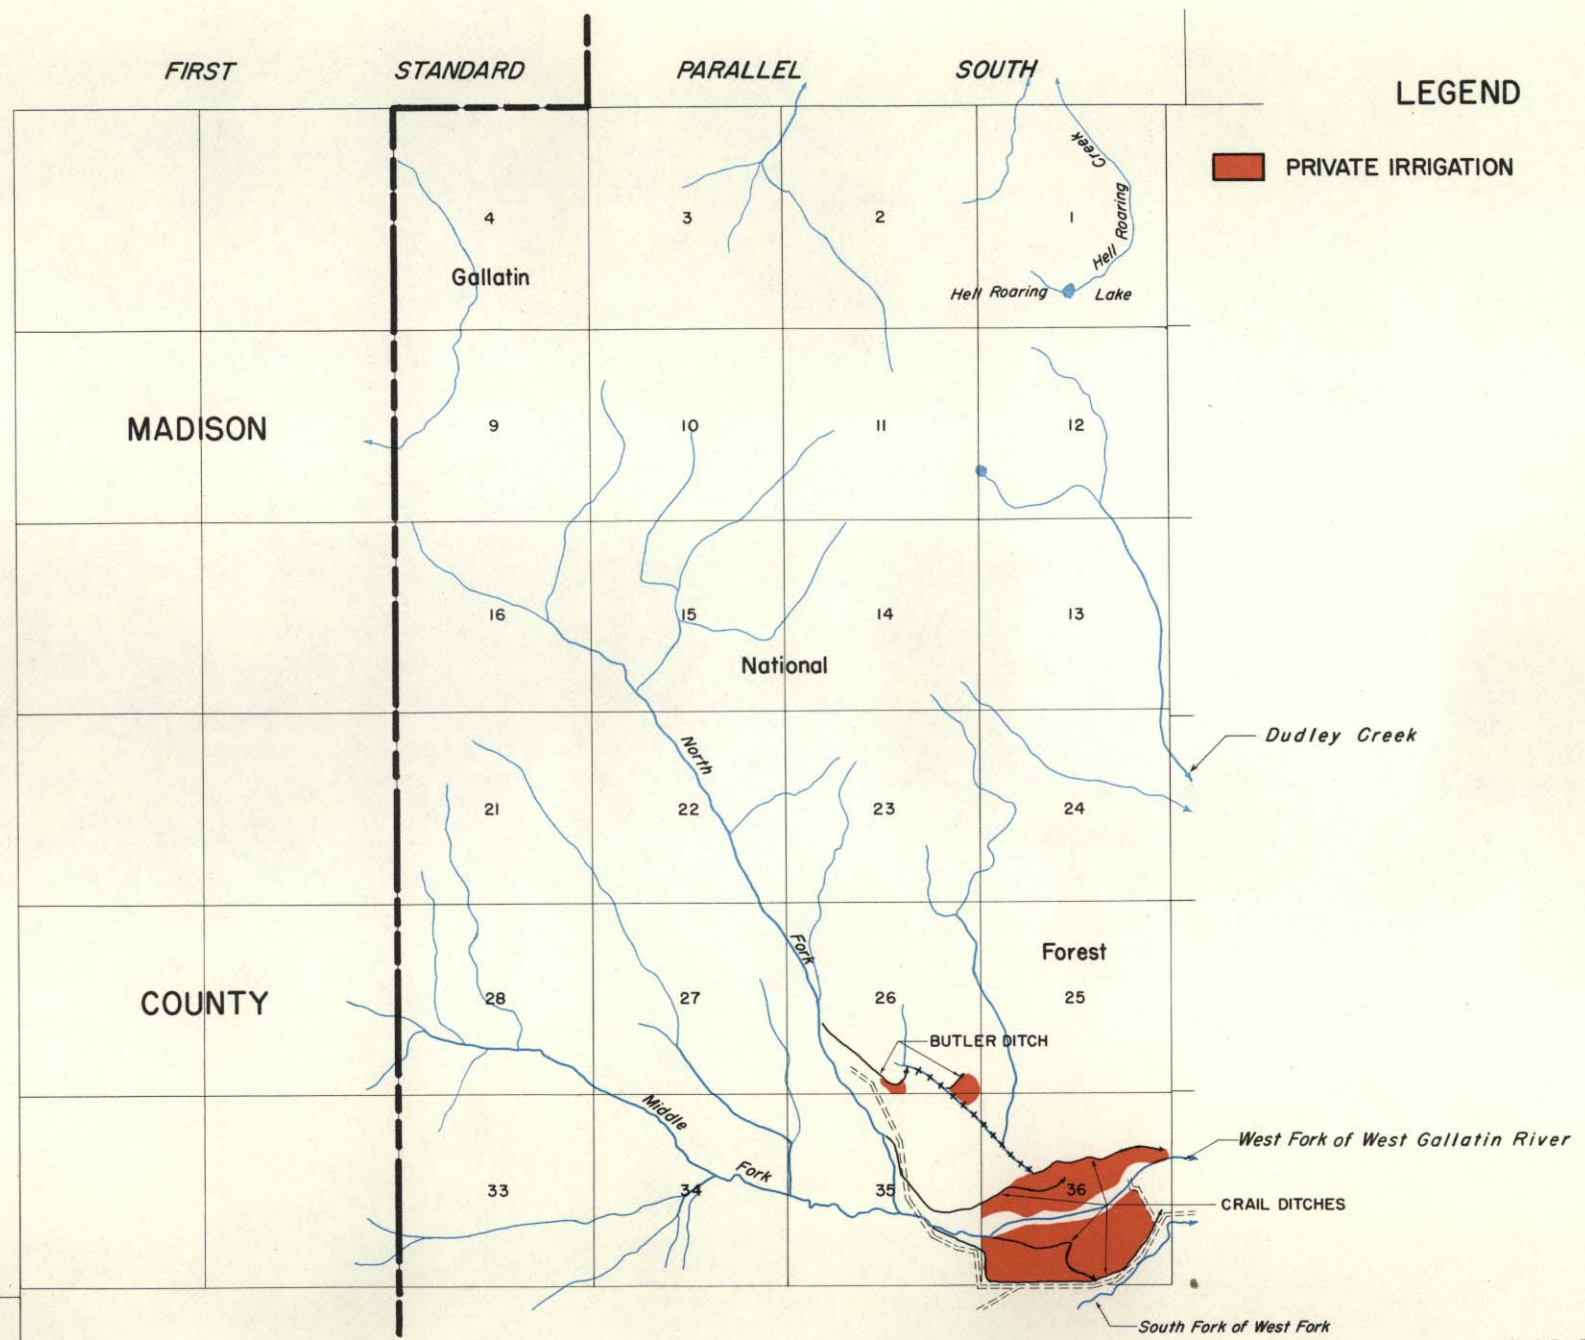 FIRST STANDARD PARALLEL SOUTH
LEGEND
PRIVATE IRRIGATION
Creek
Hell Roaring
4
3
2
1
Gallatin
Hell Roaring Lake
MADISON
9
10
11
12
16
15
14
13
National
Dudley Creek
North
21
22
23
24
Fork
Forest
COUNTY
28
27
26
25
BUTLER DITCH
Middle
West Fork of West Gallatin River
Fork
33
34
35
36
CRAIL DITCHES
South Fork of West Fork